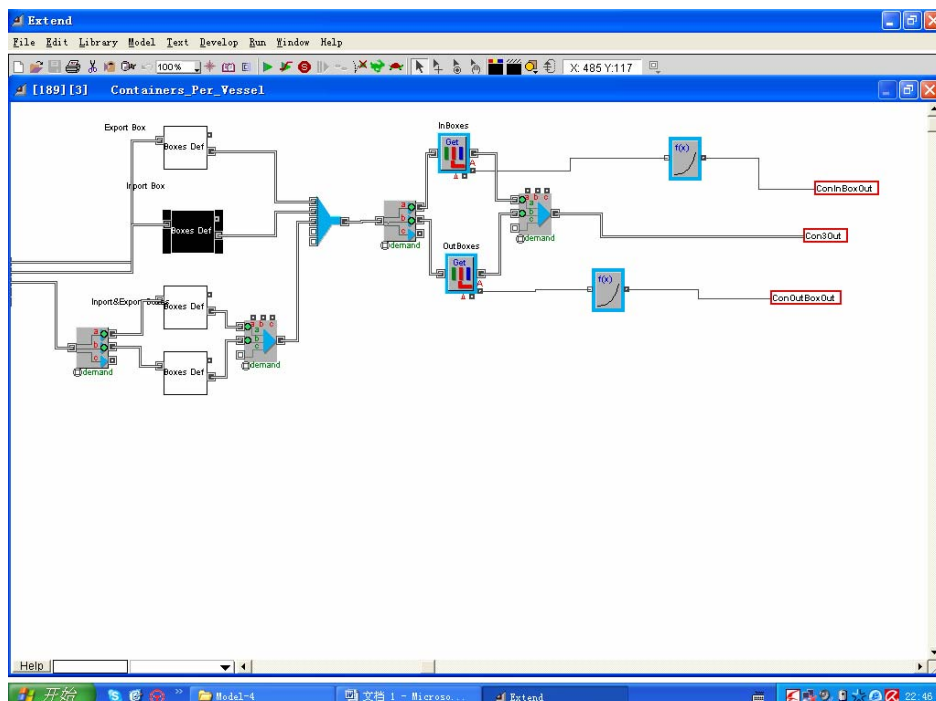 Extend
File Edit Library Model Text Develop Run Window Help
100% X: 485 Y:117
[189][3] Containers_Per_Vessel
Export Box
Boxes Def
InBoxes
Get
A
f(x)
Inport Box
Boxes Def
a
b
c
demand
a b c
a
b
c
demand
ConInBoxOut
Con3Out
OutBoxes
Get
A
f(x)
ConOutBoxOut
Inport&Export Boxes
Boxes Def
a
b
c
demand
a b c
a
b
c
demand
Boxes Def
Help
开始 Model-4 文档 1 - Microso... Extend 22:46